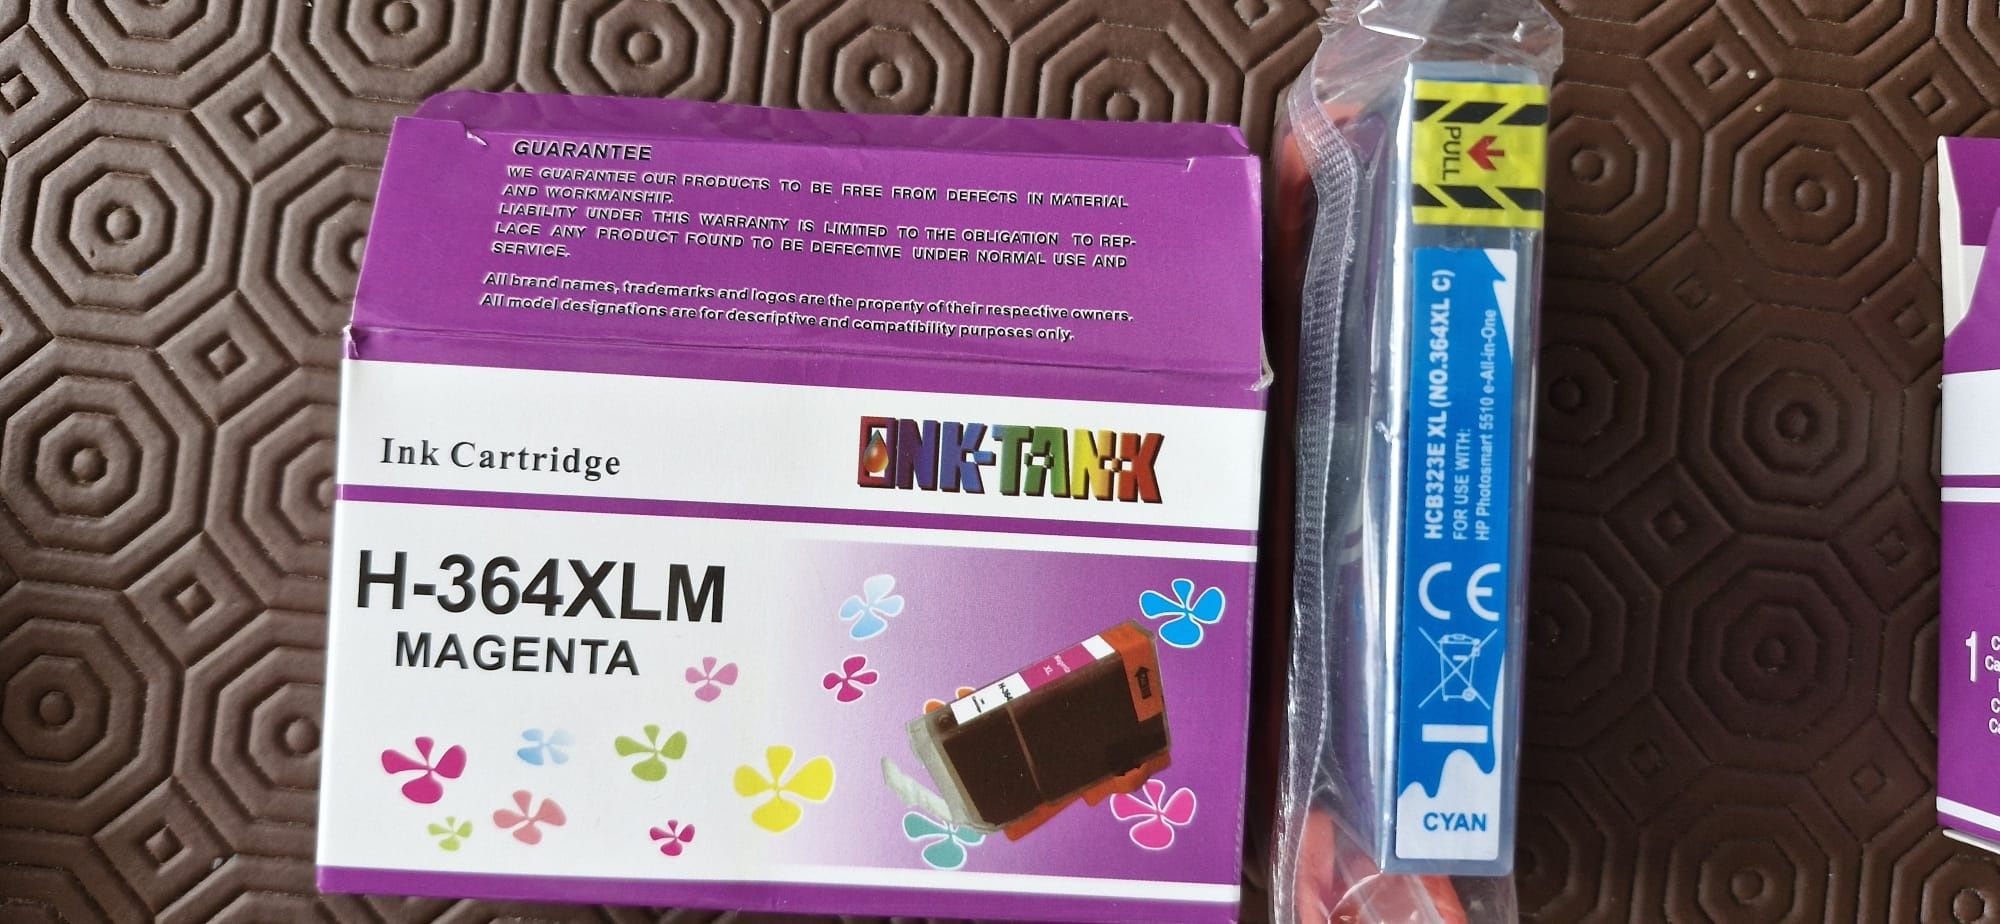 GUARANTEE
WE GUARANTEE OUR PRODUCTS TO BE FREE FROM DEFECTS IN MATERIAL
AND WORKMANSHIP.
LIABILITY UNDER THIS WARRANTY IS LIMITED TO THE OBLIGATION TO REP-
LACE ANY PRODUCT FOUND TO BE DEFECTIVE UNDER NORMAL USE AND
SERVICE.
All brand names, trademarks and logos are the property of their respective owners.
All model designations are for descriptive and compatibility purposes only.
Ink Cartridge
INK-TANK
H-364XLM
MAGENTA
H-364
XL
Magenta
PULL
HCB323E XL(NO.364XL C)
FOR USE WITH:
HP Photosmart 5510 e-All-in-One
CE
CYAN
1